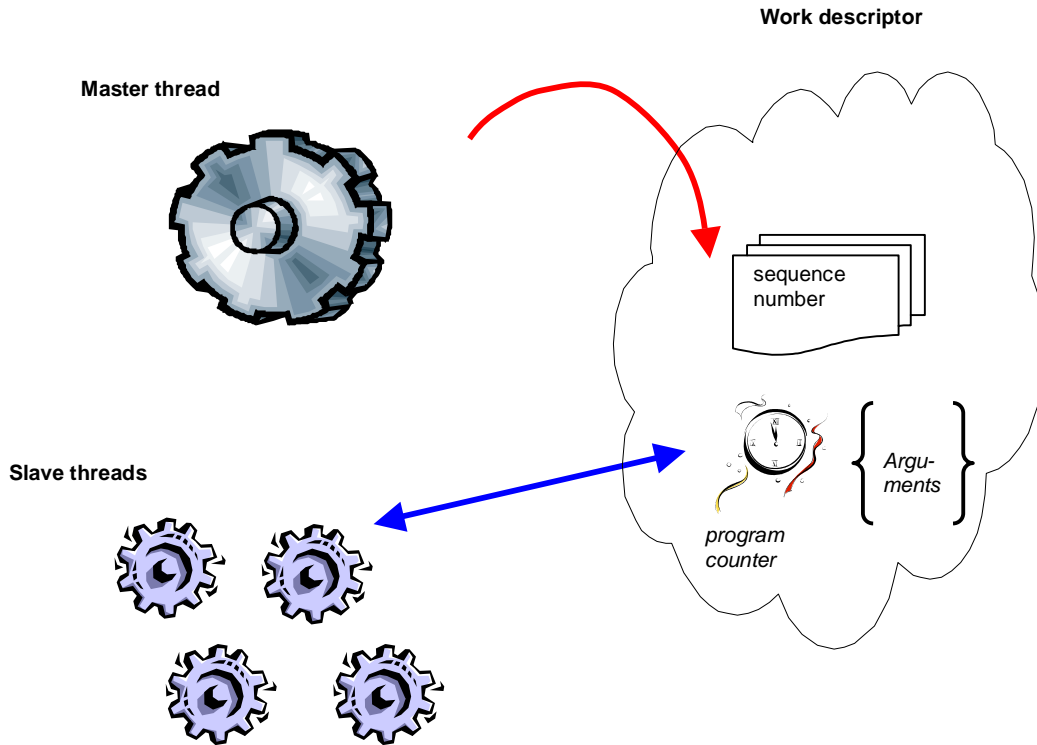 Work descriptor
Master thread
sequence
number
Slave threads
Argu-
ments
program
counter